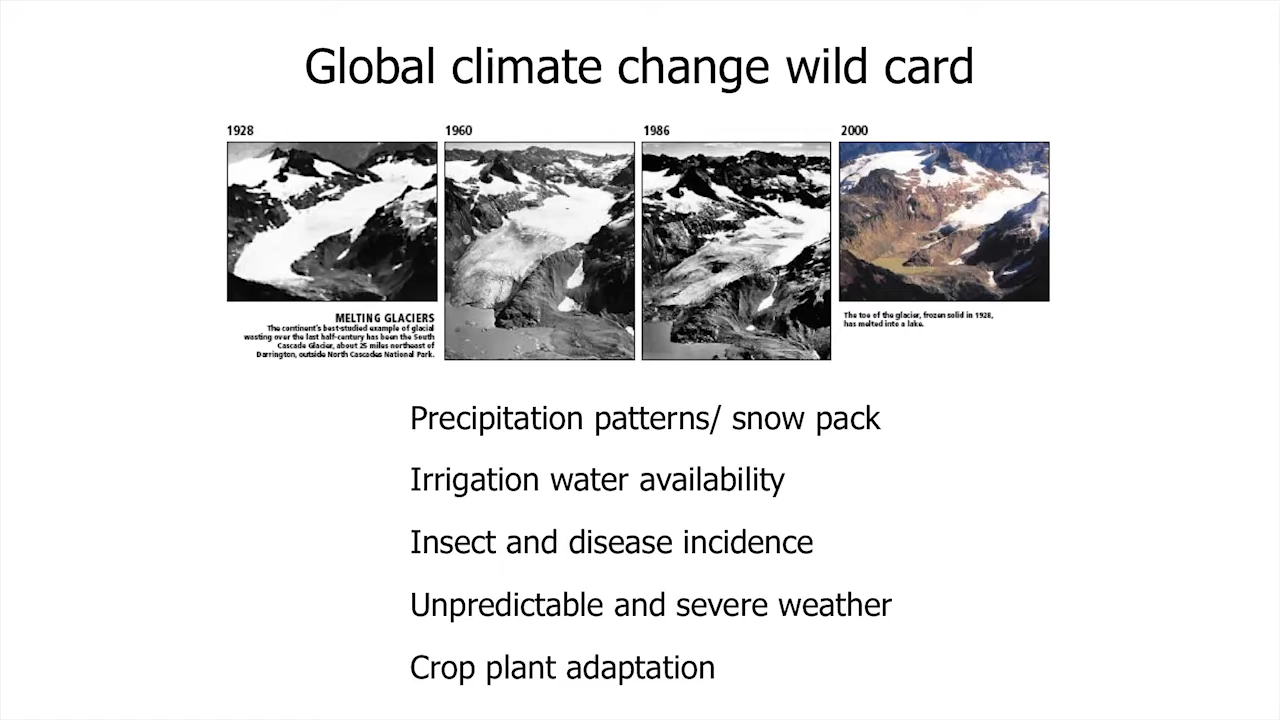 Global climate change wild card
1928
1960
1986
2000
MELTING GLACIERS
The continent's best-studied example of glacial
wasting over the last half-century has been the South
Cascade Glacier, about 25 miles northeast of
Darrington, outside North Cascades National Park.
The toe of the glacier, frozen solid in 1928,
has melted into a lake.
Precipitation patterns/ snow pack
Irrigation water availability
Insect and disease incidence
Unpredictable and severe weather
Crop plant adaptation